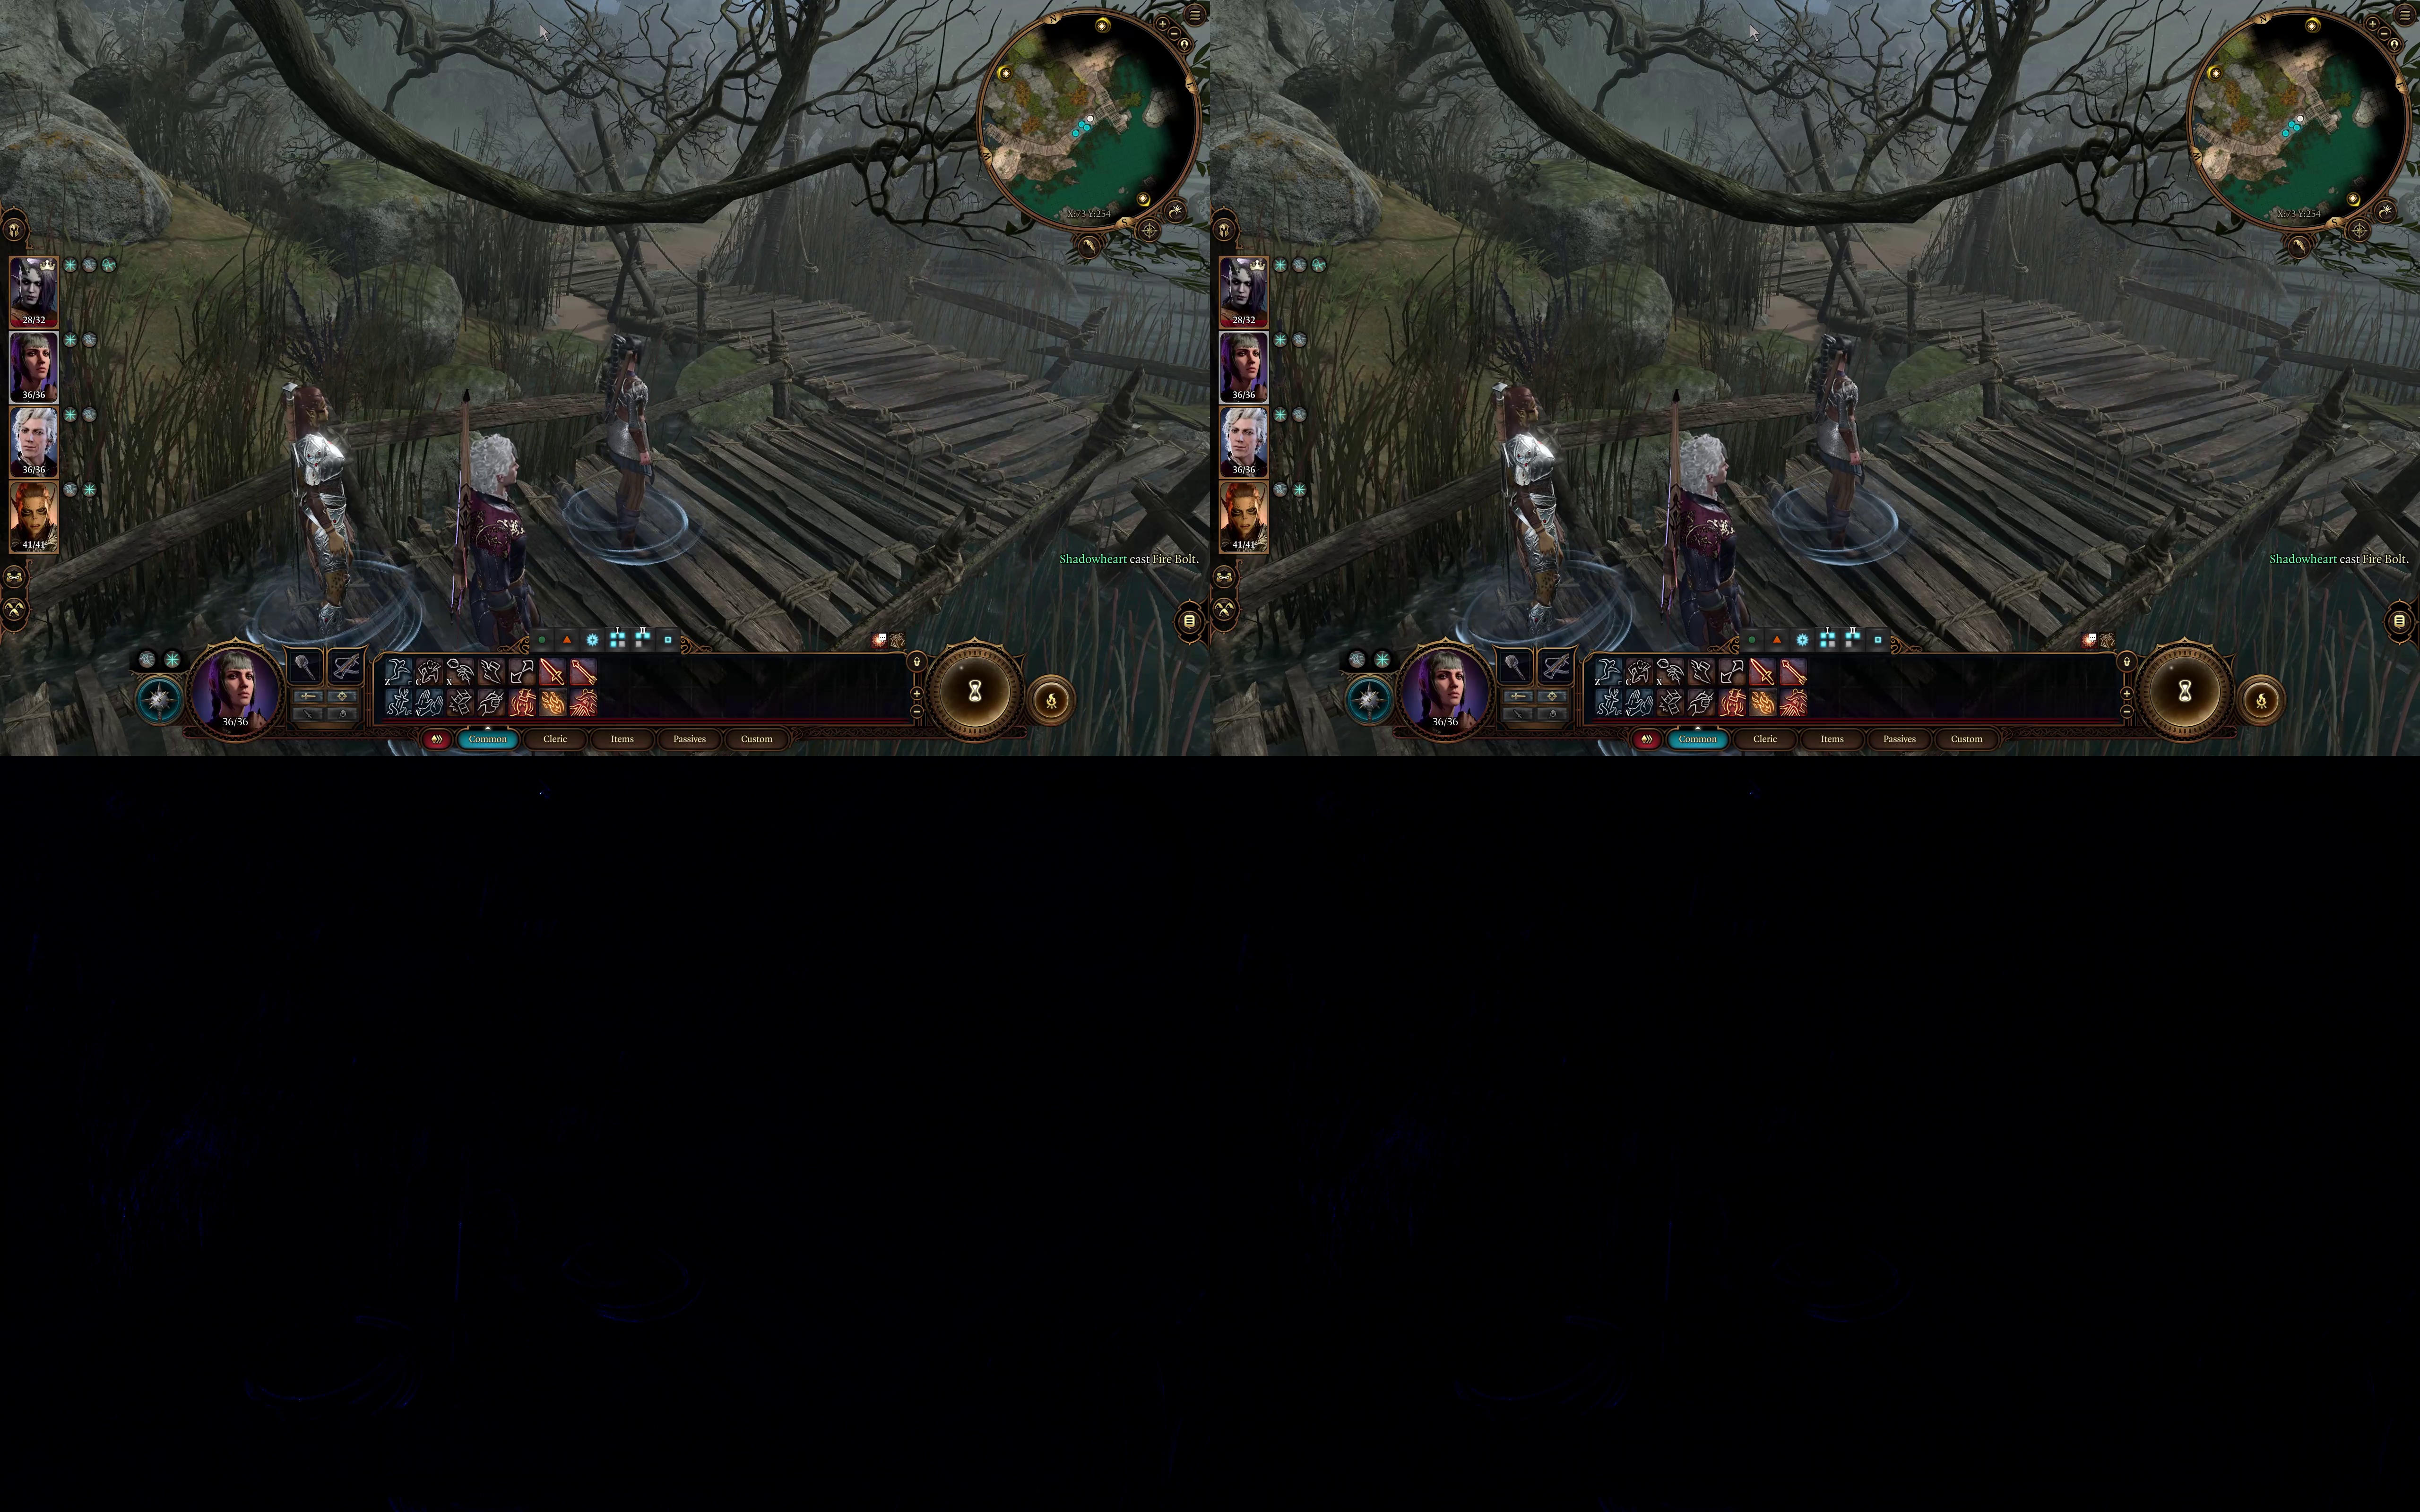 X:73 Y:254
28/32
36/36
36/36
41/41
Shadowheart cast Fire Bolt.
I II
Z C X
V
36/36
Common Cleric Items Passives Custom
X:73 Y:254
28/32
36/36
36/36
41/41
Shadowheart cast Fire Bolt.
I II
Z C X
V
36/36
Common Cleric Items Passives Custom